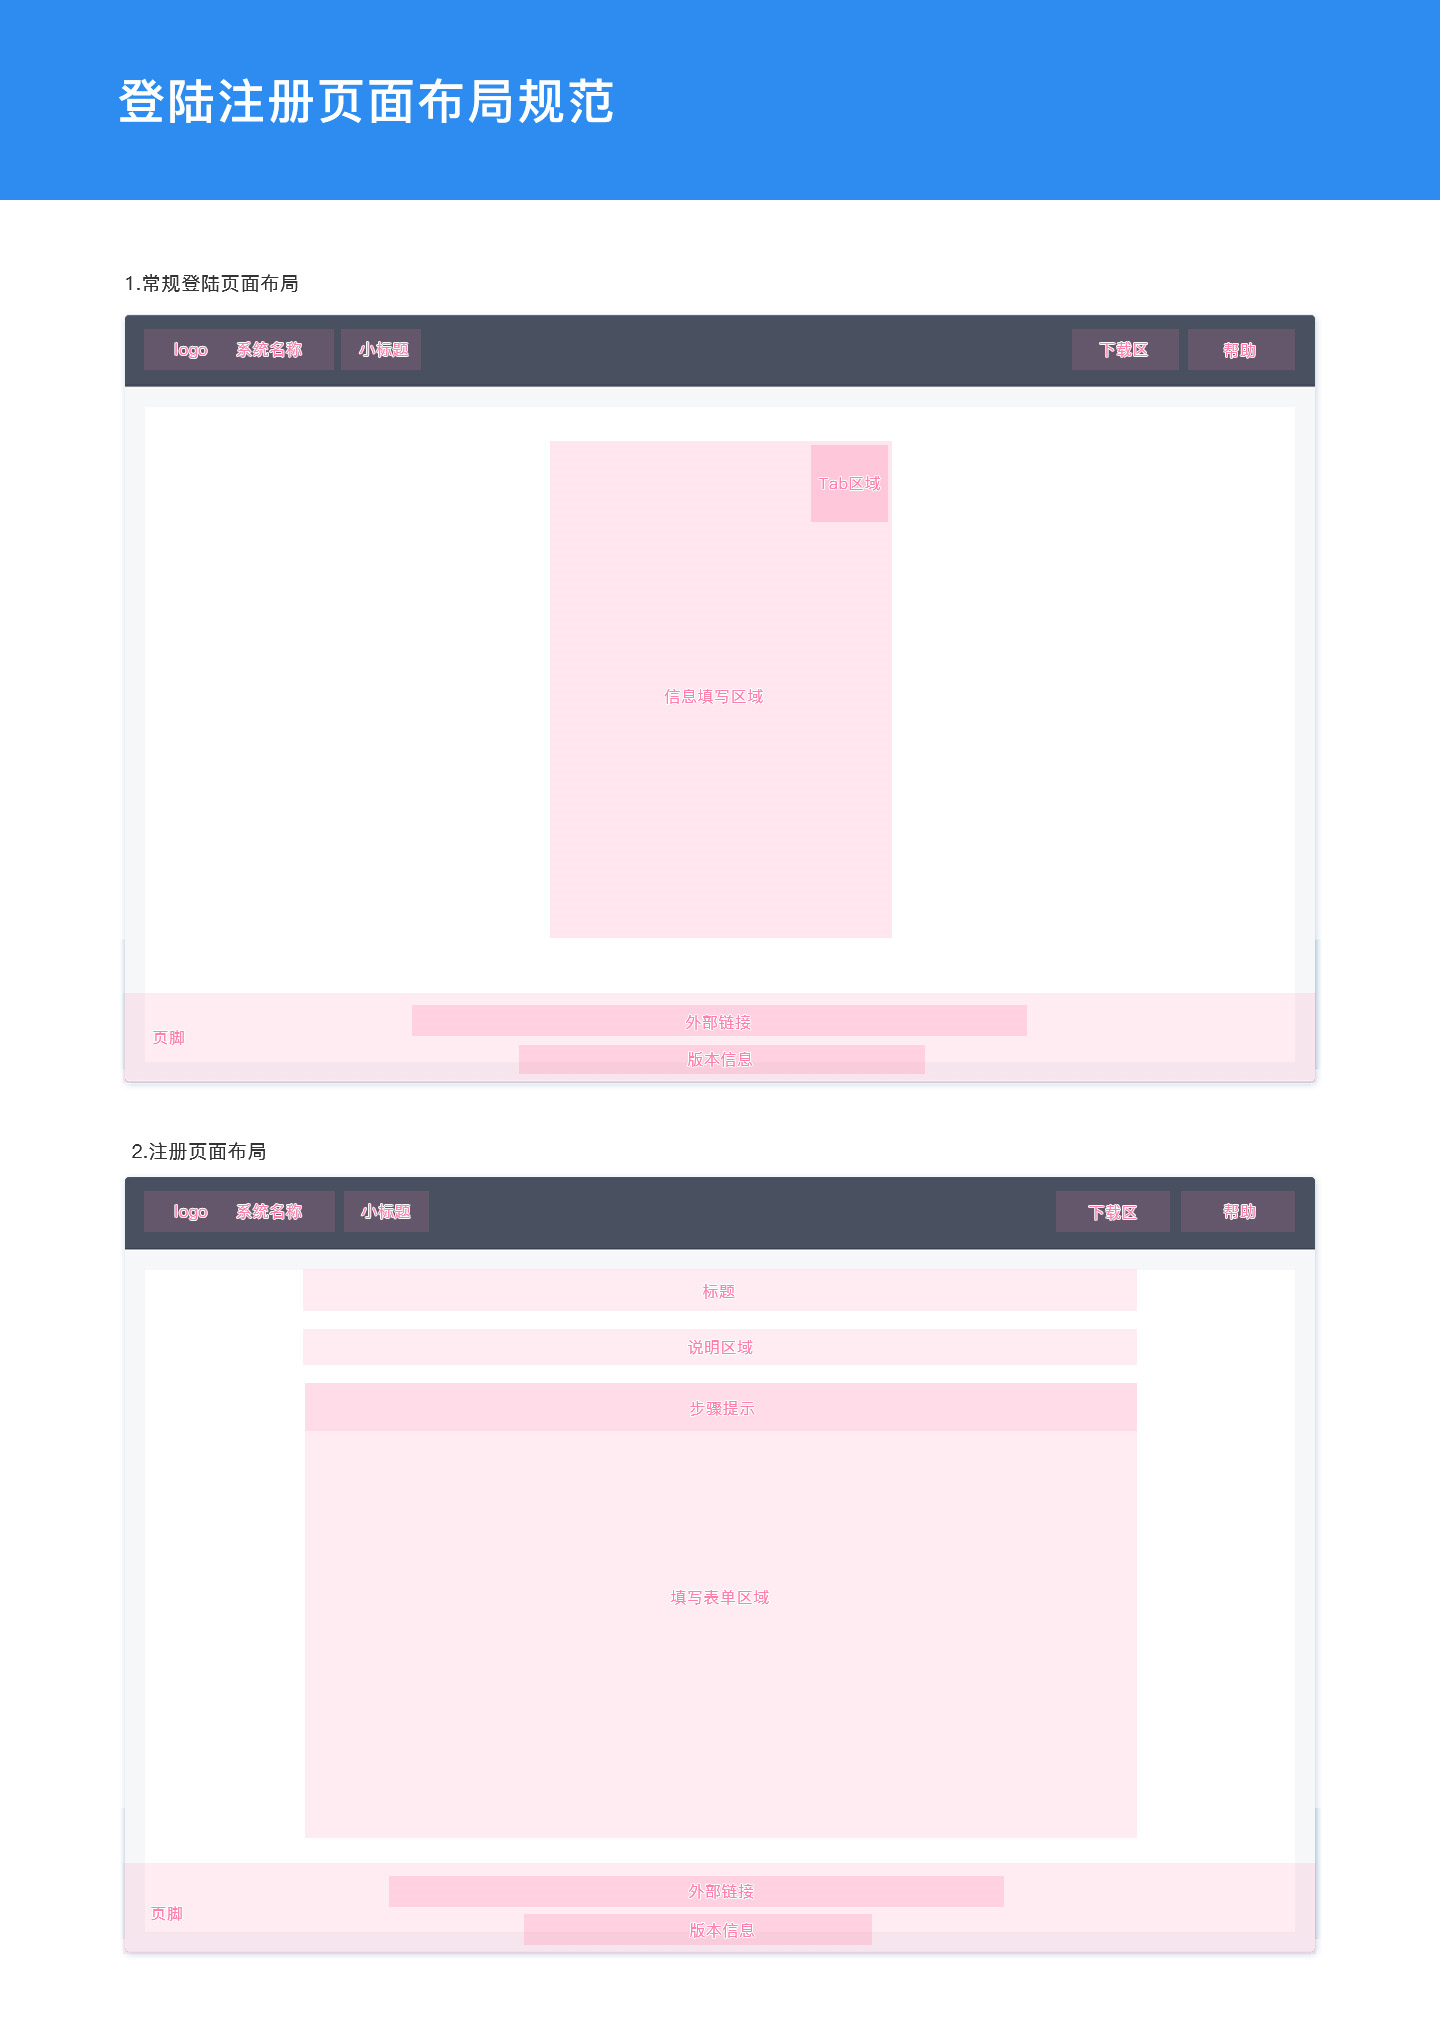 登陆注册页面布局规范
1.常规登陆页面布局
logo 系统名称 小标题 下载区 帮助
Tab区域
信息填写区域
外部链接
页脚
版本信息
2.注册页面布局
logo 系统名称 小标题 下载区 帮助
标题
说明区域
步骤提示
填写表单区域
外部链接
页脚
版本信息